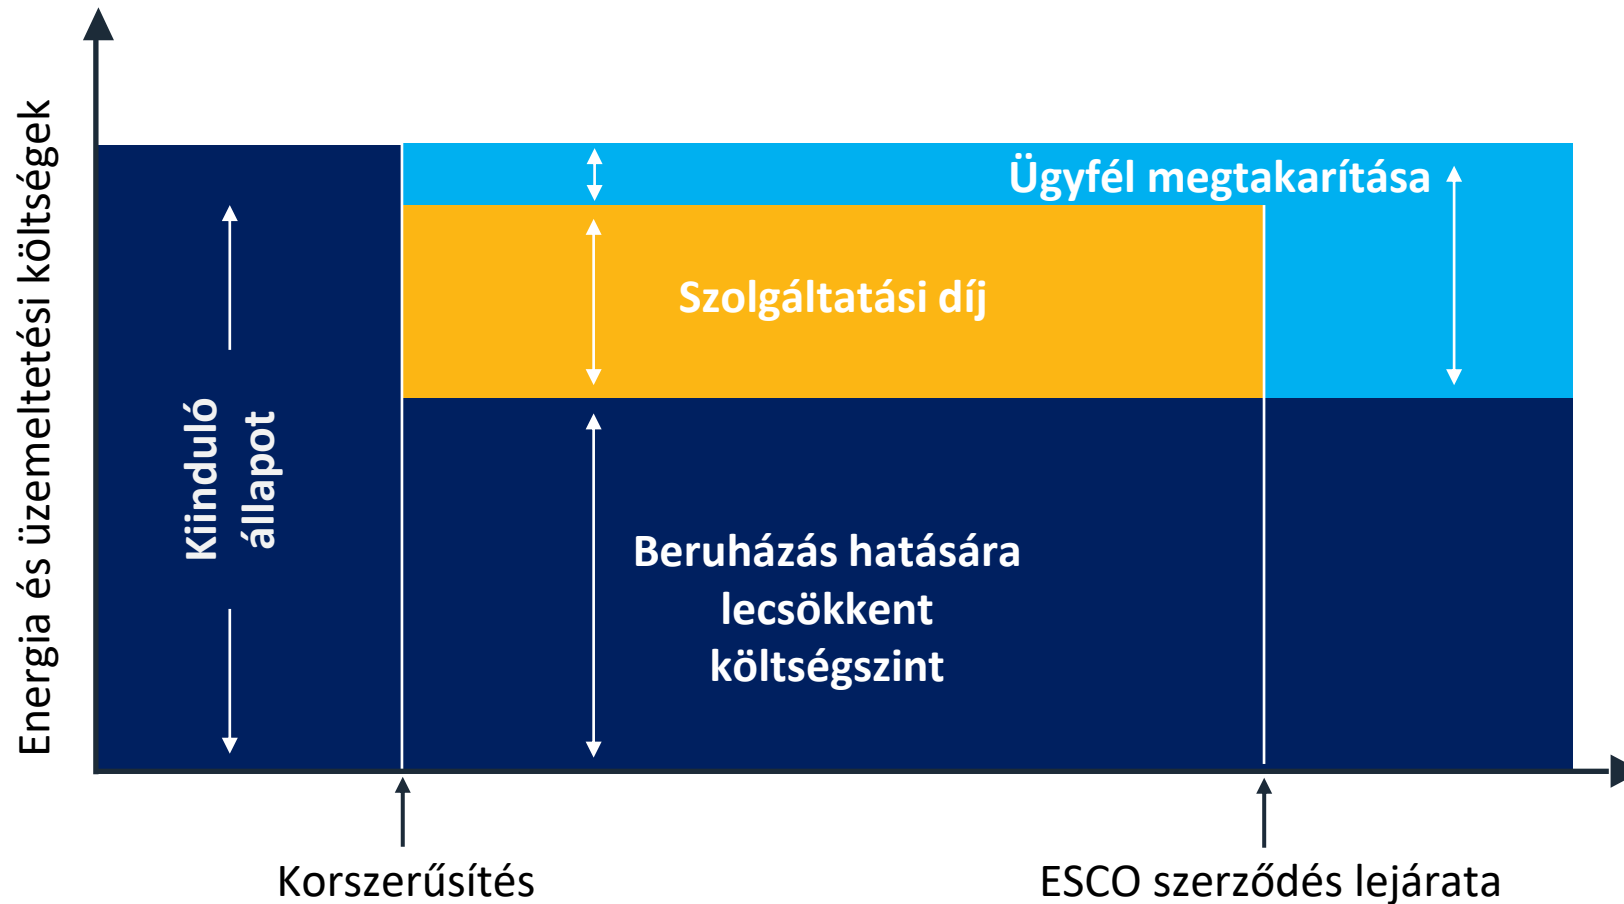 Energia és üzemeltetési költségek
Kiinduló
állapot
Ügyfél megtakarítása
Szolgáltatási díj
Beruházás hatására
lecsökkent
költségszint
Korszerűsítés
ESCO szerződés lejárata